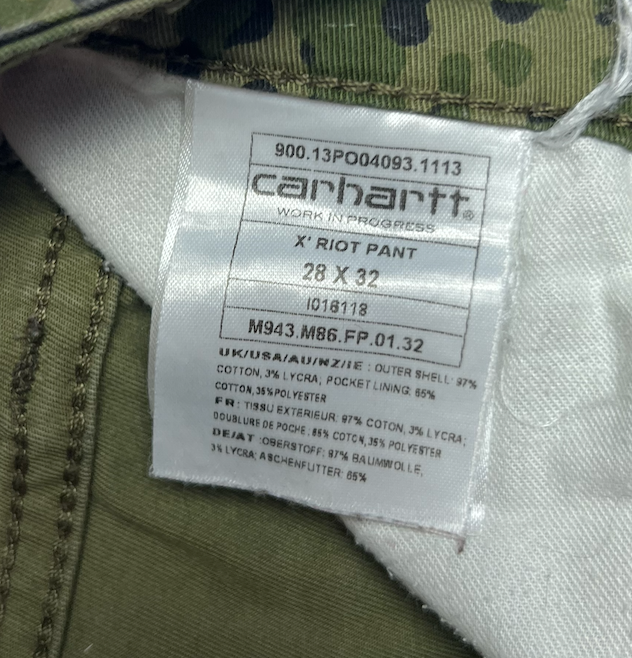 900.13PO04093.1113
carhartt®
WORK IN PROGRESS
X' RIOT PANT
28 X 32
I016118
M943.M86.FP.01.32
UK/USA/AU/NZ/IE : OUTER SHELL: 97%
COTTON, 3% LYCRA; POCKET LINING: 65%
COTTON, 35% POLYESTER
FR : TISSU EXTERIEUR: 97% COTON, 3% LYCRA;
DOUBLURE DE POCHE: 65% COTON, 35% POLYESTER
DE/AT :OBERSTOFF: 97% BAUMWOLLE,
3% LYCRA; ASCHENFUTTER: 65%